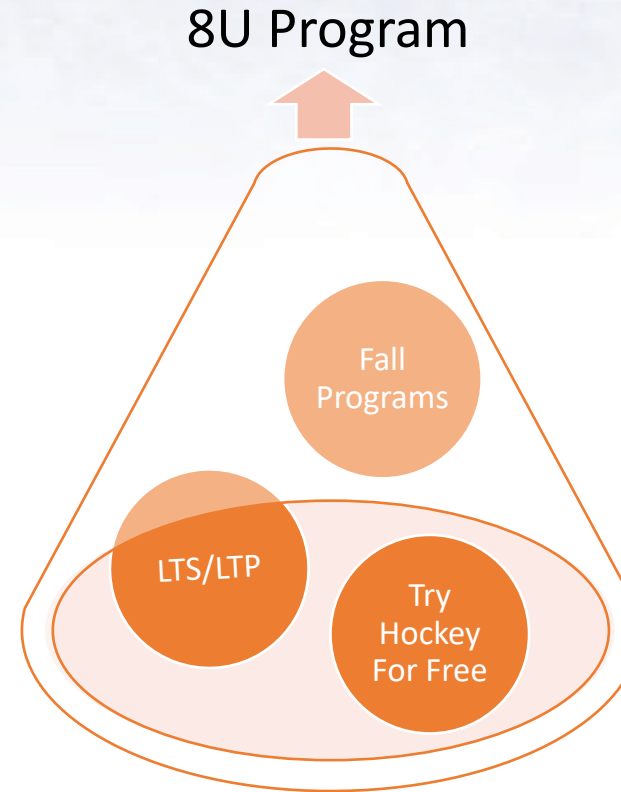 8U Program
Fall
Programs
LTS/LTP
Try
Hockey
For Free